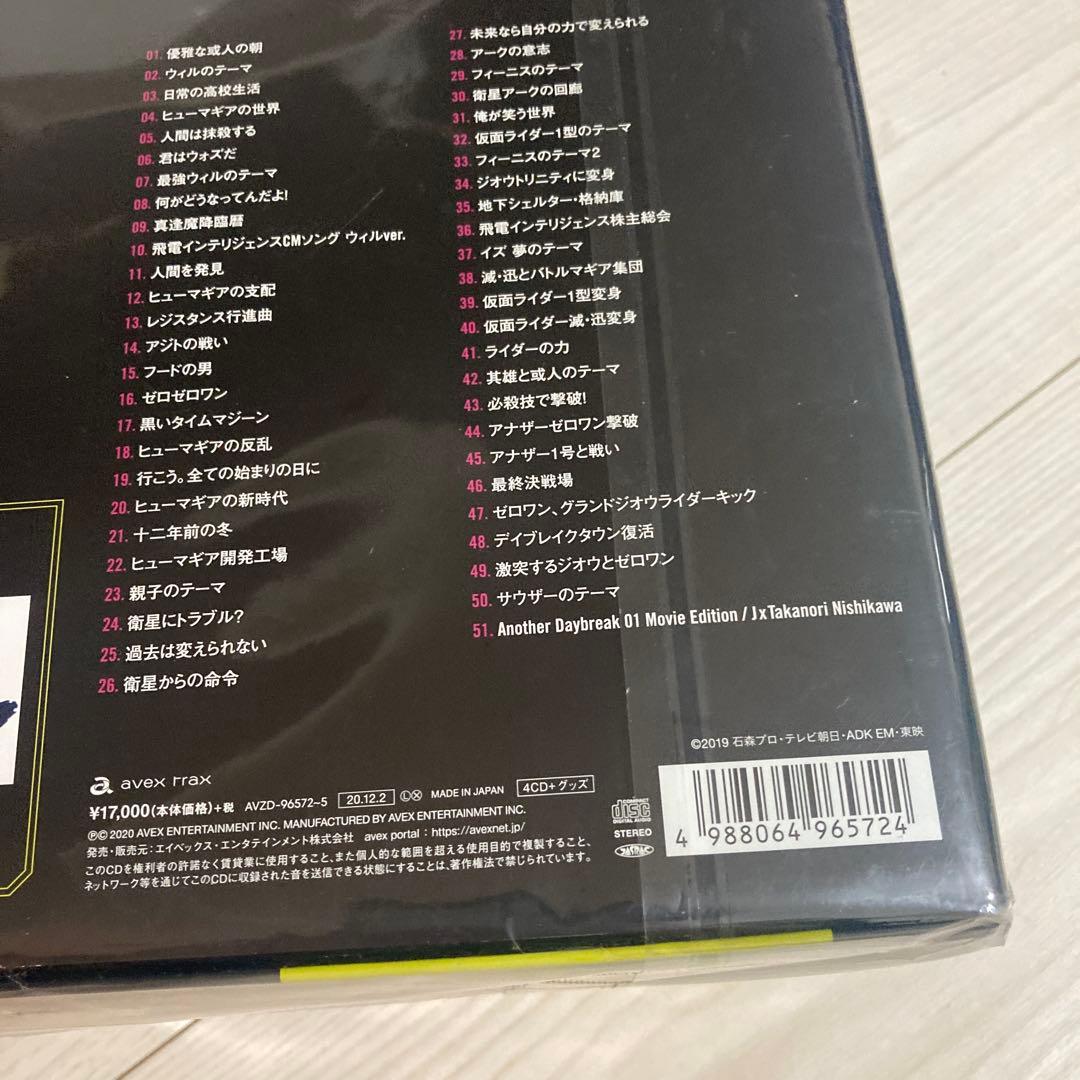 01. 優雅な或人の朝
02. ウィルのテーマ
03. 日常の高校生活
04. ヒューマギアの世界
05. 人間は抹殺する
06. 君はウォズだ
07. 最強ウィルのテーマ
08. 何がどうなってんだよ!
09. 真逢魔降臨暦
10. 飛電インテリジェンスCMソング ウィルver.
11. 人間を発見
12. ヒューマギアの支配
13. レジスタンス行進曲
14. アジトの戦い
15. フードの男
16. ゼロゼロワン
17. 黒いタイムマジーン
18. ヒューマギアの反乱
19. 行こう。全ての始まりの日に
20. ヒューマギアの新時代
21. 十二年前の冬
22. ヒューマギア開発工場
23. 親子のテーマ
24. 衛星にトラブル?
25. 過去は変えられない
26. 衛星からの命令
27. 未来なら自分の力で変えられる
28. アークの意志
29. フィーニスのテーマ
30. 衛星アークの回廊
31. 俺が笑う世界
32. 仮面ライダー1型のテーマ
33. フィーニスのテーマ2
34. ジオウトリニティに変身
35. 地下シェルター・格納庫
36. 飛電インテリジェンス株主総会
37. イズ 夢のテーマ
38. 滅・迅とバトルマギア集団
39. 仮面ライダー1型変身
40. 仮面ライダー滅・迅変身
41. ライダーの力
42. 其雄と或人のテーマ
43. 必殺技で撃破!
44. アナザーゼロワン撃破
45. アナザー1号と戦い
46. 最終決戦場
47. ゼロワン、グランドジオウライダーキック
48. デイブレイクタウン復活
49. 激突するジオウとゼロワン
50. サウザーのテーマ
51. Another Daybreak 01 Movie Edition / J x Takanori Nishikawa
©2019 石森プロ・テレビ朝日・ADK EM・東映
avex trax
¥17,000(本体価格)+税 AVZD-96572~5 20.12.2 Ⓛ MADE IN JAPAN 4CD+グッズ
ⓅⒸ 2020 AVEX ENTERTAINMENT INC. MANUFACTURED BY AVEX ENTERTAINMENT INC.
発売・販売元：エイベックス・エンタテインメント株式会社 avex portal : https://avexnet.jp/
このCDを権利者の許諾なく賃貸業に使用すること、また個人的な範囲を超える使用目的で複製すること、
ネットワーク等を通じてこのCDに収録された音を送信できる状態にすることは、著作権法で禁じられています。
COMPACT
disc
DIGITAL AUDIO
STEREO
JASRAC
4 988064 965724